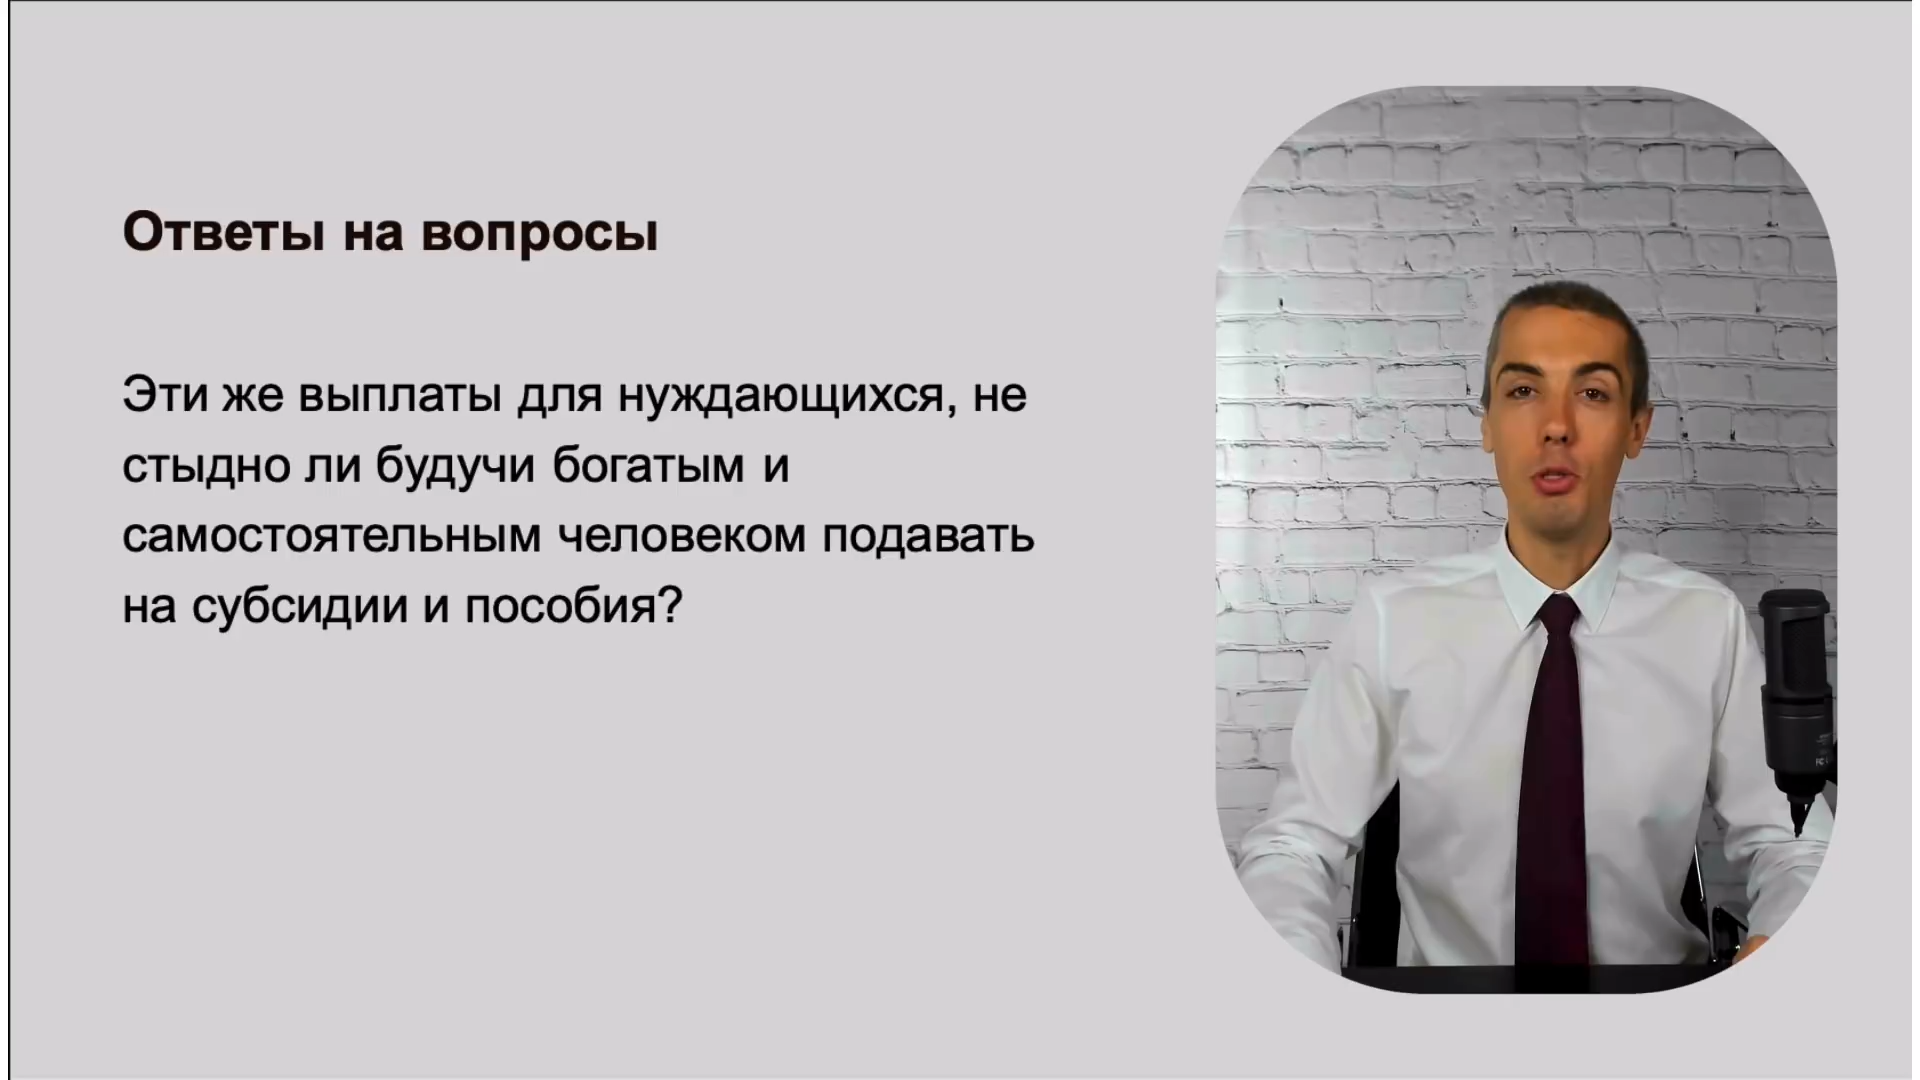 Ответы на вопросы
Эти же выплаты для нуждающихся, не
стыдно ли будучи богатым и
самостоятельным человеком подавать
на субсидии и пособия?